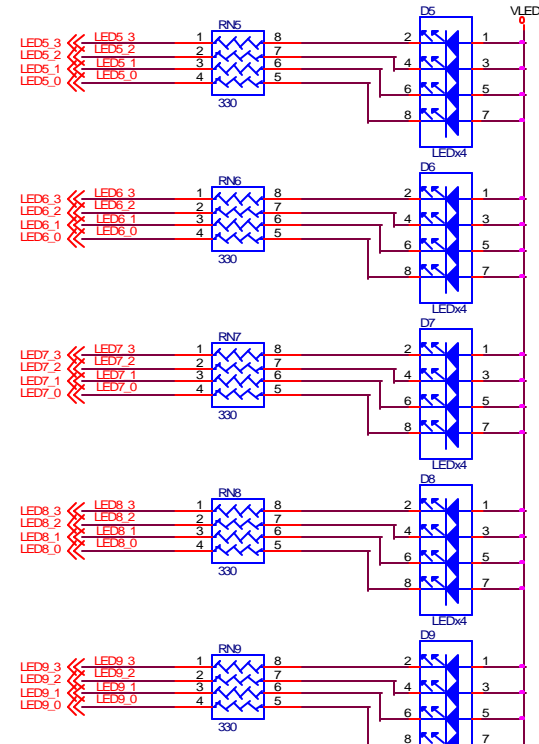 RN5 D5 VLED
LED5_3 LED5_3 1 8 2 1
LED5_2 LED5_2 2 7
LED5_1 LED5_1 3 6 4 3
LED5_0 LED5_0 4 5
6 5
330
8 7
LEDx4
RN6 D6
LED6_3 LED6_3 1 8 2 1
LED6_2 LED6_2 2 7
LED6_1 LED6_1 3 6 4 3
LED6_0 LED6_0 4 5
6 5
330
8 7
LEDx4
RN7 D7
LED7_3 LED7_3 1 8 2 1
LED7_2 LED7_2 2 7
LED7_1 LED7_1 3 6 4 3
LED7_0 LED7_0 4 5
6 5
330
8 7
LEDx4
RN8 D8
LED8_3 LED8_3 1 8 2 1
LED8_2 LED8_2 2 7
LED8_1 LED8_1 3 6 4 3
LED8_0 LED8_0 4 5
6 5
330
8 7
LEDx4
RN9 D9
LED9_3 LED9_3 1 8 2 1
LED9_2 LED9_2 2 7
LED9_1 LED9_1 3 6 4 3
LED9_0 LED9_0 4 5
6 5
330
8 7